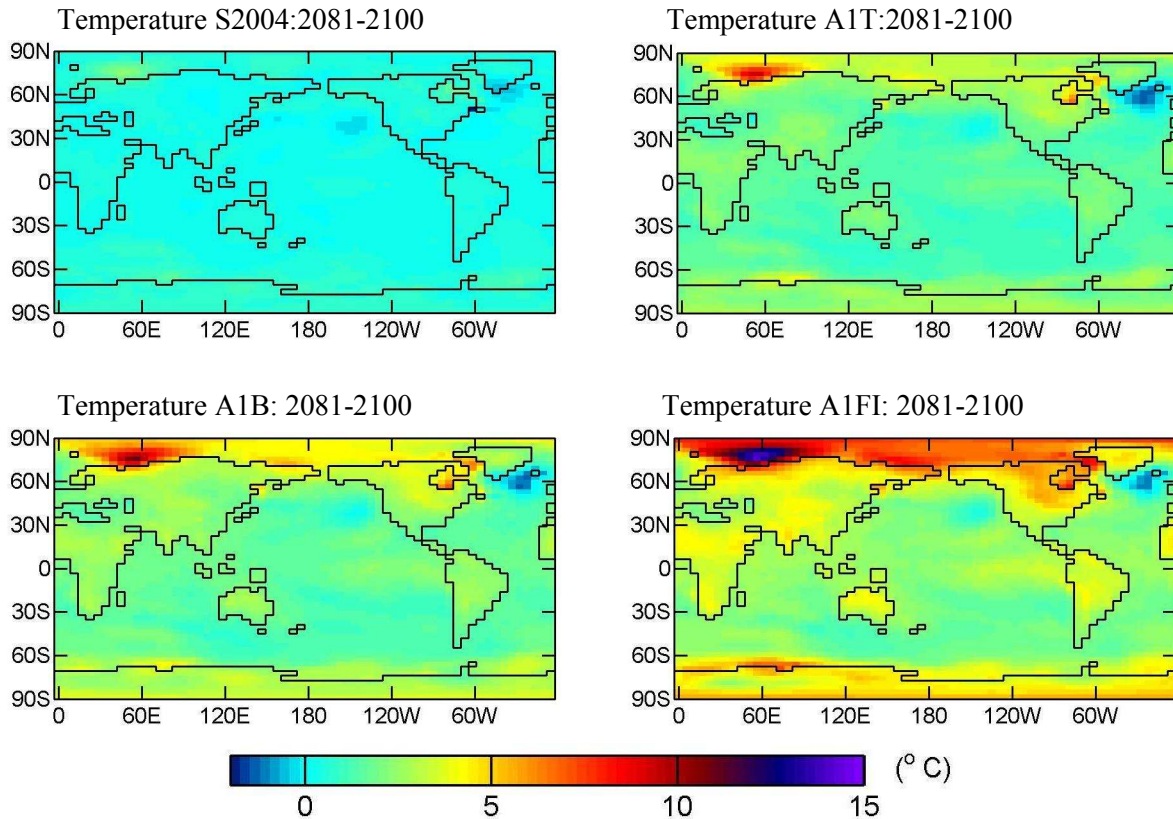 Temperature S2004:2081-2100
Temperature A1T:2081-2100
90N
60N
30N
0
30S
60S
90S
0 60E 120E 180 120W 60W
90N
60N
30N
0
30S
60S
90S
0 60E 120E 180 120W 60W
Temperature A1B: 2081-2100
Temperature A1FI: 2081-2100
90N
60N
30N
0
30S
60S
90S
0 60E 120E 180 120W 60W
90N
60N
30N
0
30S
60S
90S
0 60E 120E 180 120W 60W
(° C)
0 5 10 15